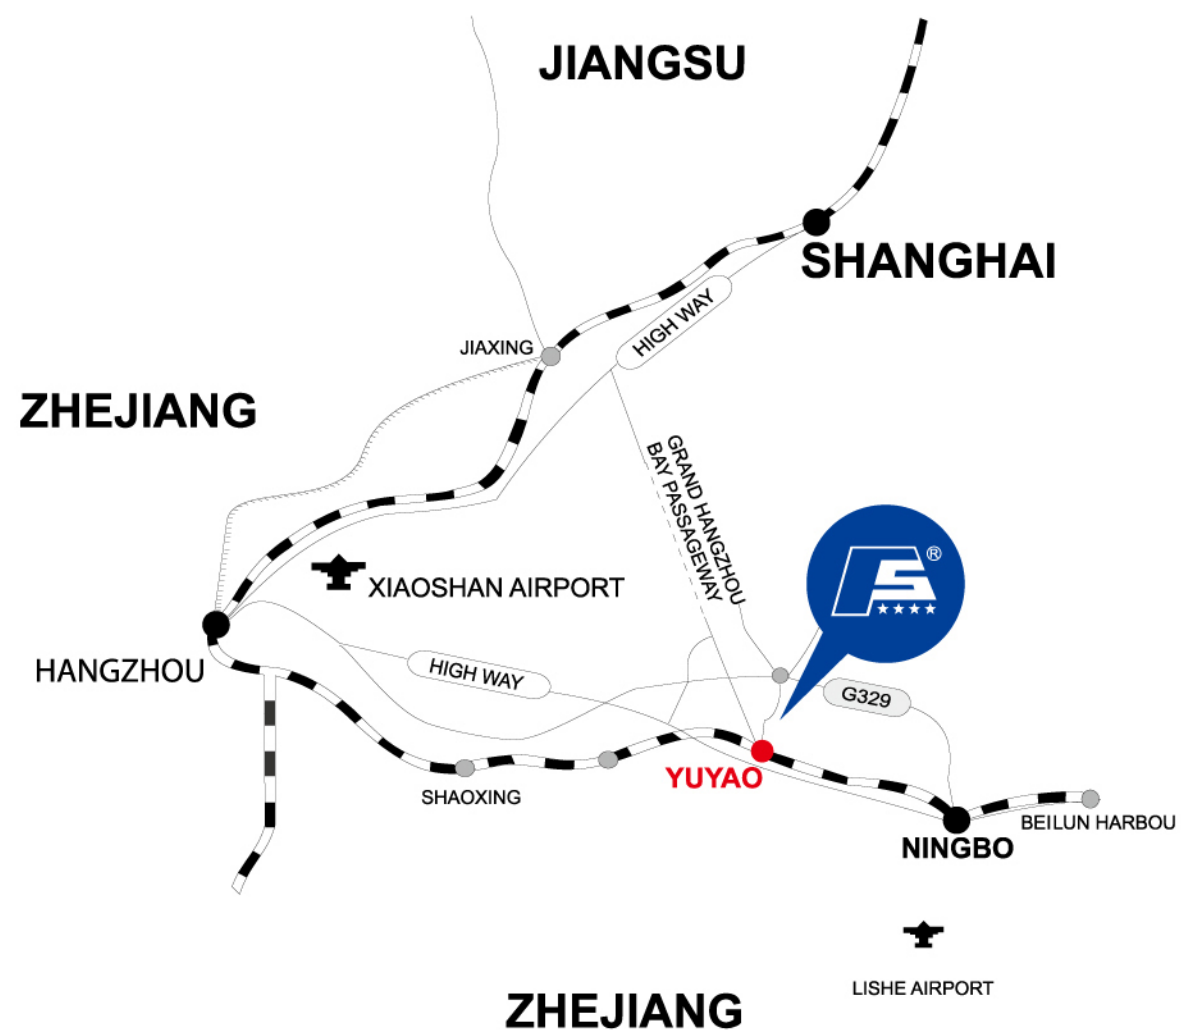 JIANGSU
SHANGHAI
HIGH WAY
JIAXING
ZHEJIANG
GRAND HANGZHOU
BAY PASSAGEWAY
FS®
★★★★
XIAOSHAN AIRPORT
HANGZHOU
HIGH WAY
G329
YUYAO
SHAOXING
BEILUN HARBOU
NINGBO
LISHE AIRPORT
ZHEJIANG